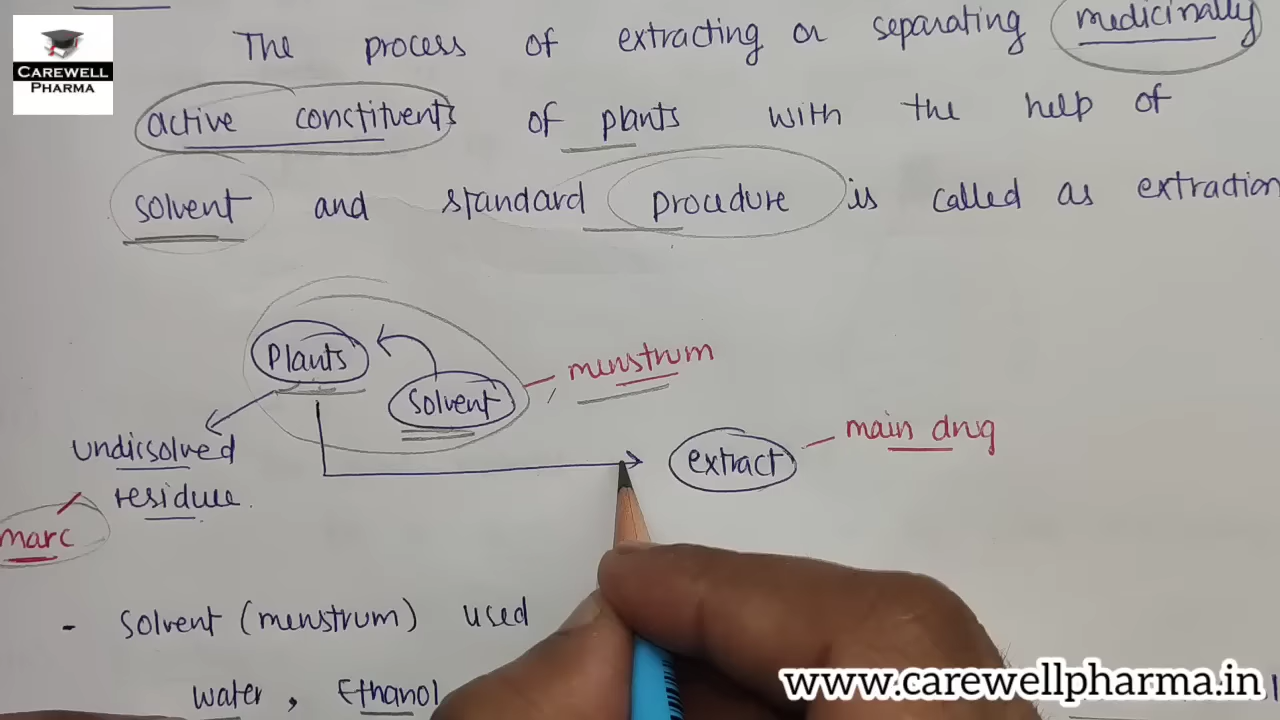 CAREWELL
PHARMA
The process of extracting or separating medicinally
active constituents of plants with the help of
solvent and standard procedure is called as extraction
Plants
solvent
menstrum
undissolved
residue.
marc
extract
main drug
- solvent (menstrum) used
water, Ethanol
www.carewellpharma.in